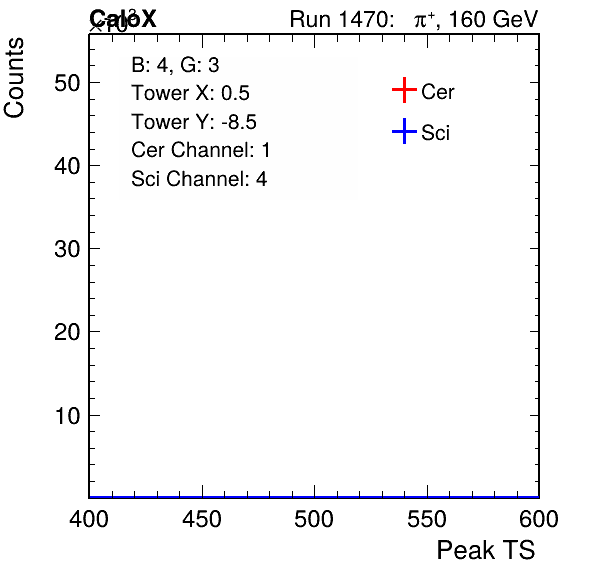 CaloX
×10³
Run 1470: π⁺, 160 GeV
Counts
B: 4, G: 3
Tower X: 0.5
Tower Y: -8.5
Cer Channel: 1
Sci Channel: 4
Cer
Sci
50
40
30
20
10
400 450 500 550 600
Peak TS